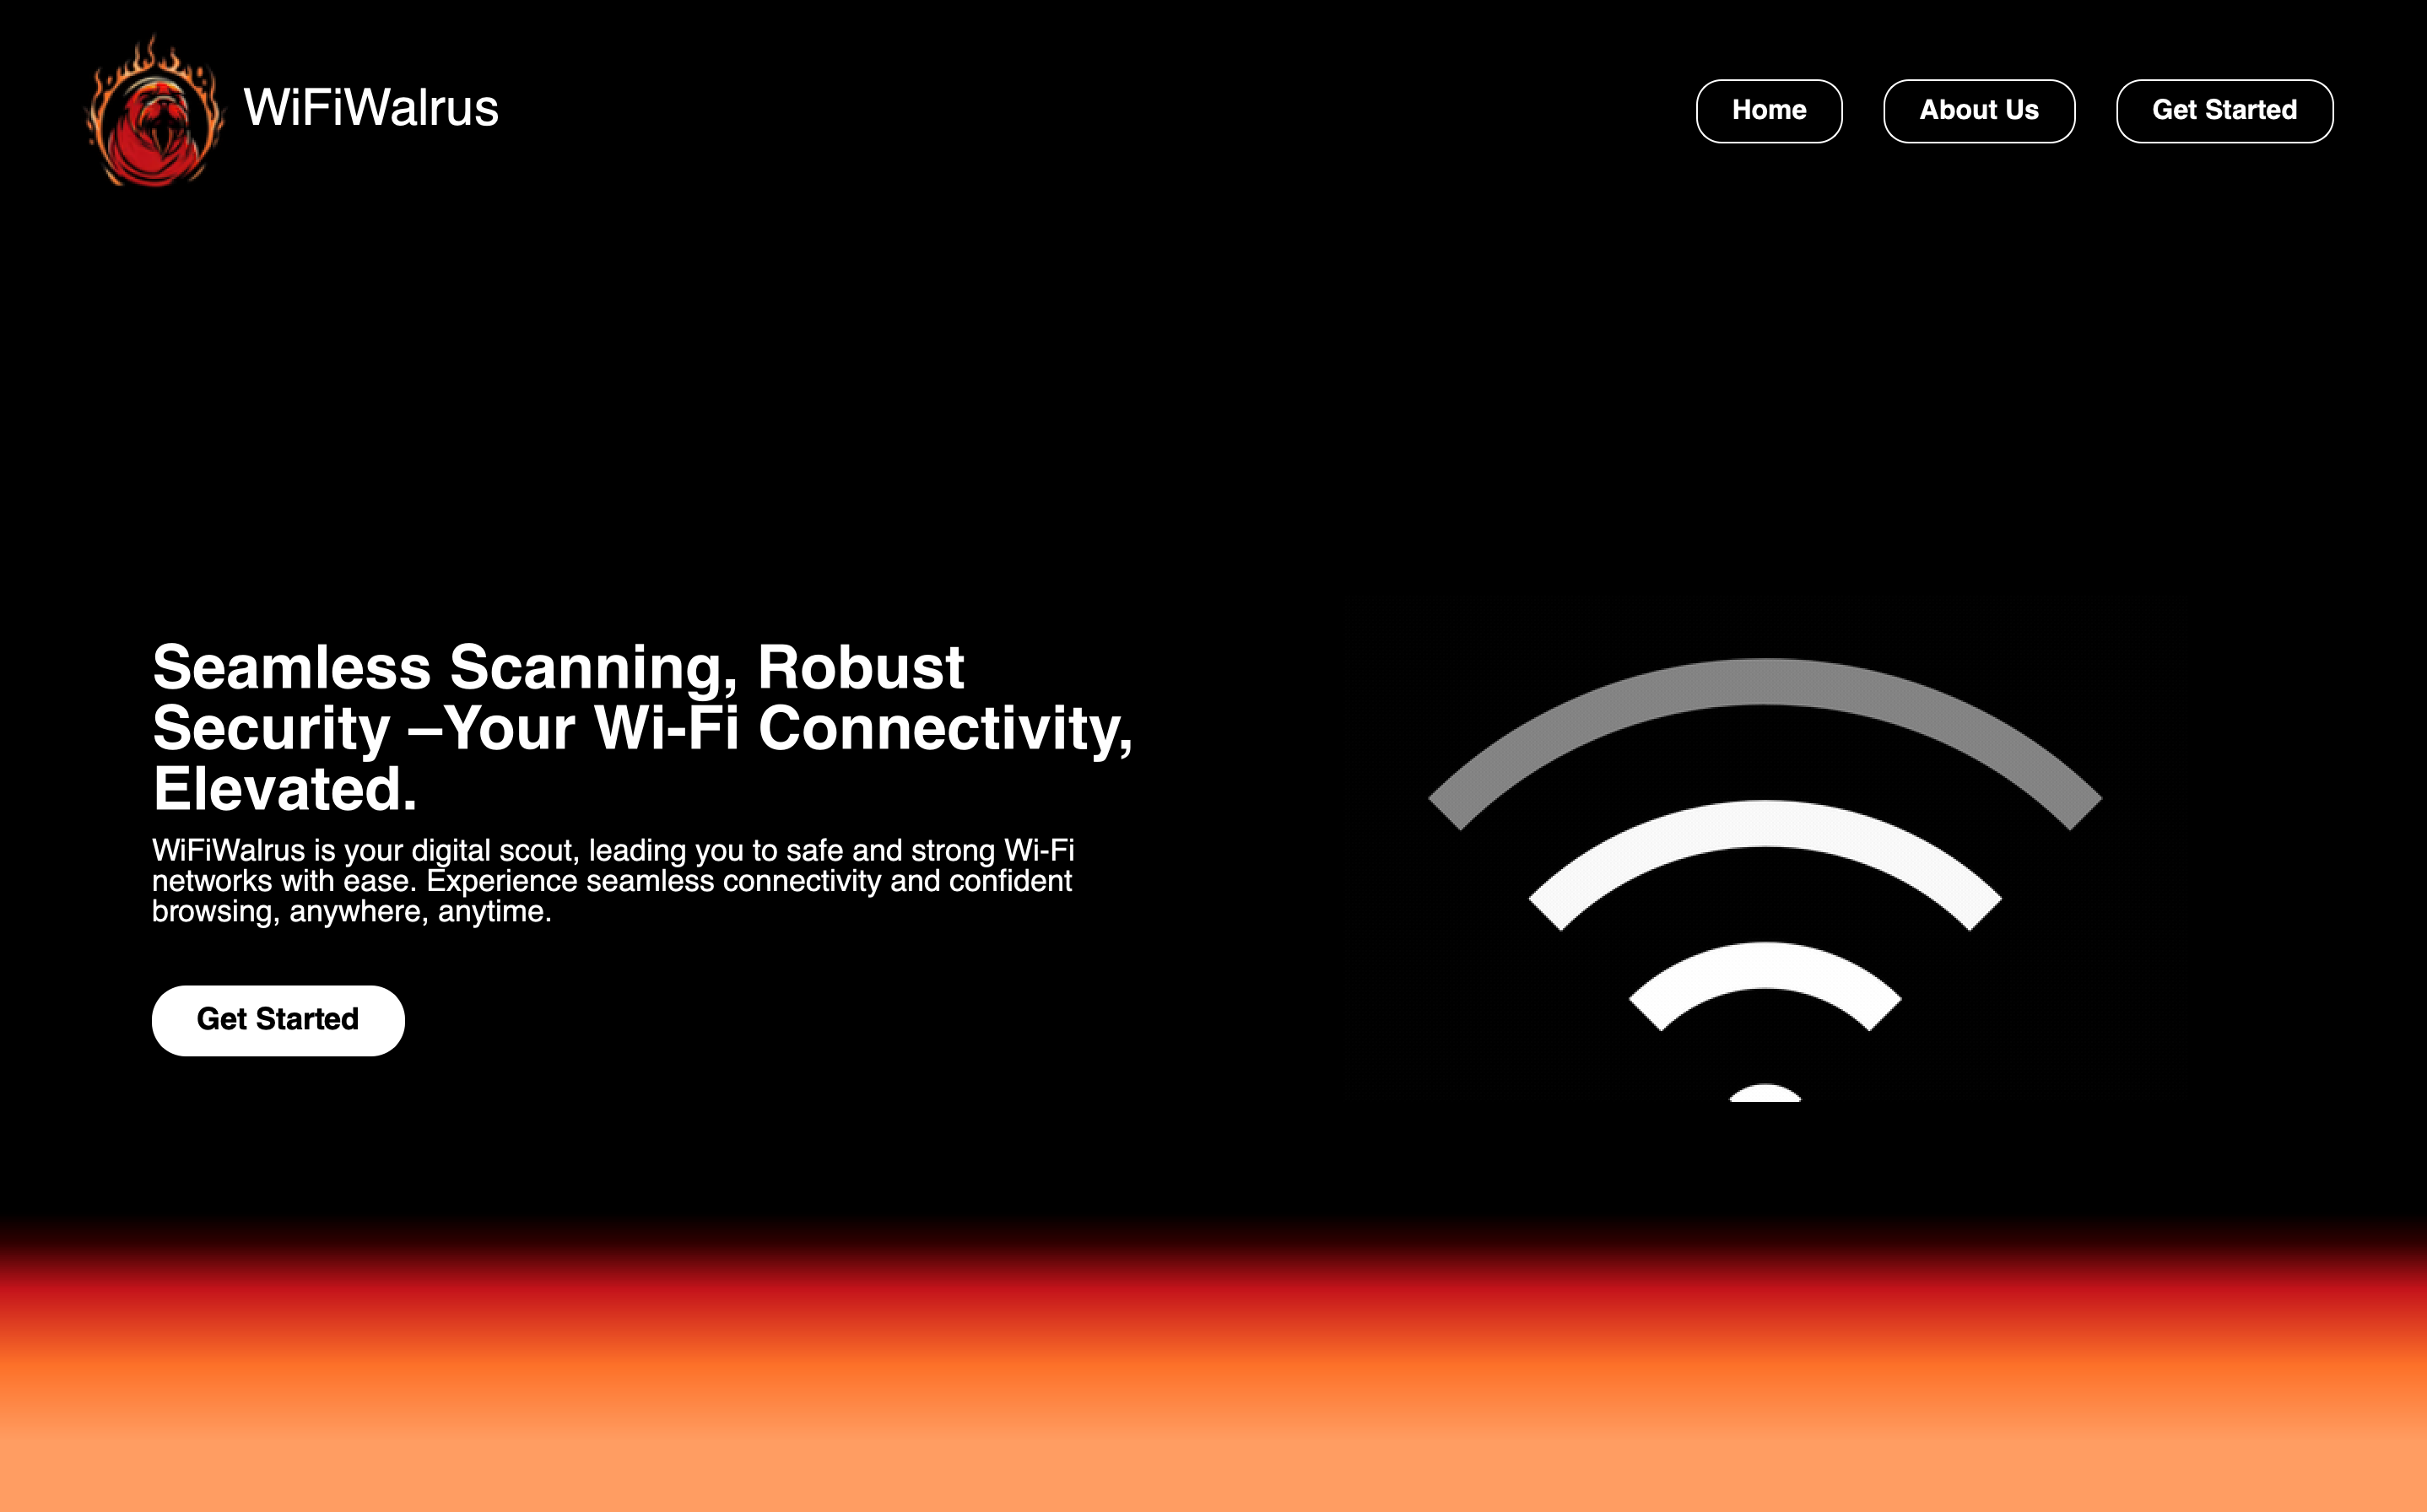 WiFiWalrus
Home
About Us
Get Started
Seamless Scanning, Robust
Security –Your Wi-Fi Connectivity,
Elevated.
WiFiWalrus is your digital scout, leading you to safe and strong Wi-Fi
networks with ease. Experience seamless connectivity and confident
browsing, anywhere, anytime.
Get Started